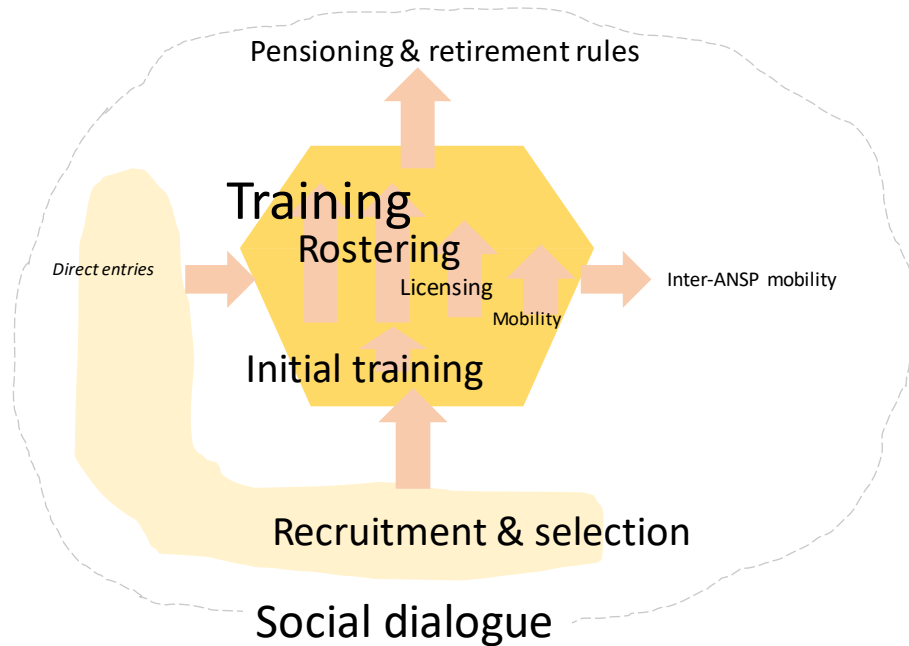 Pensioning & retirement rules
Training
Rostering
Direct entries
Licensing
Inter-ANSP mobility
Mobility
Initial training
Recruitment & selection
Social dialogue